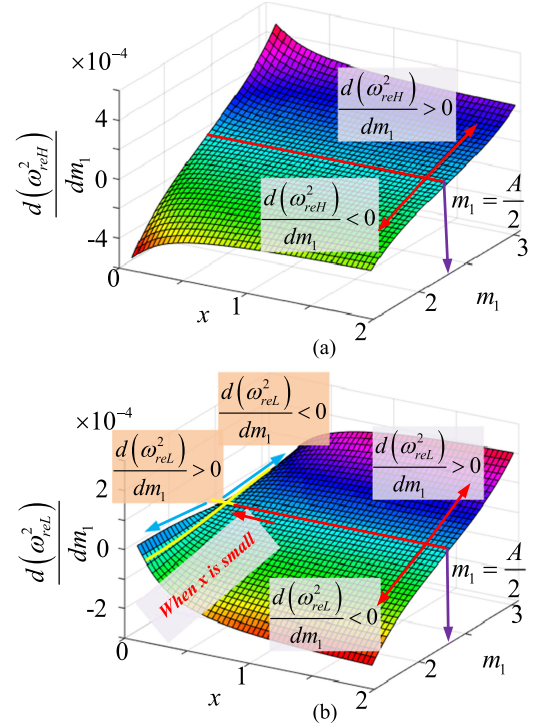 ×10⁻⁴
d(ω²reH)/dm₁
4
0
-4
d(ω²reH)/dm₁ > 0
d(ω²reH)/dm₁ < 0
m₁ = A/2
0
1
2
x
2
3
m₁
(a)
×10⁻⁴
d(ω²reL)/dm₁
2
0
-2
d(ω²reL)/dm₁ < 0
d(ω²reL)/dm₁ > 0
d(ω²reL)/dm₁ > 0
When x is small
d(ω²reL)/dm₁ < 0
m₁ = A/2
0
1
2
x
2
3
m₁
(b)